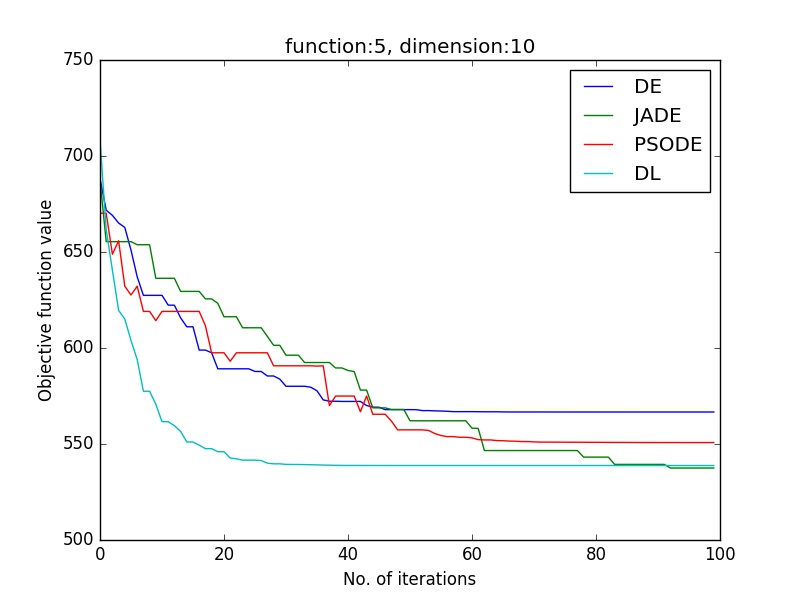 function:5, dimension:10
750
700
650
600
550
500
Objective function value
DE
JADE
PSODE
DL
0
20
40
60
80
100
No. of iterations